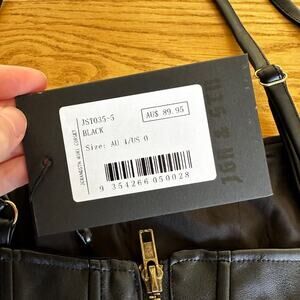 JST035-5
BLACK
AU$ 89.95
Size: AU 4/US 0
9 354266 050028